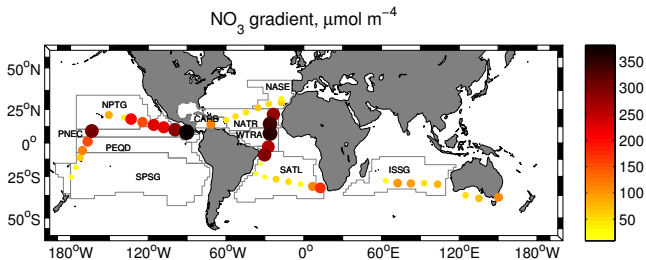 NO3 gradient, μmol m−4
50°N
25°N
0°
25°S
50°S
180°W
120°W
60°W
0°
60°E
120°E
180°W
NASE
NPTG
CARB
NATR
WTRA
PNEC
PEQD
SATL
ISSG
SPSG
350
300
250
200
150
100
50